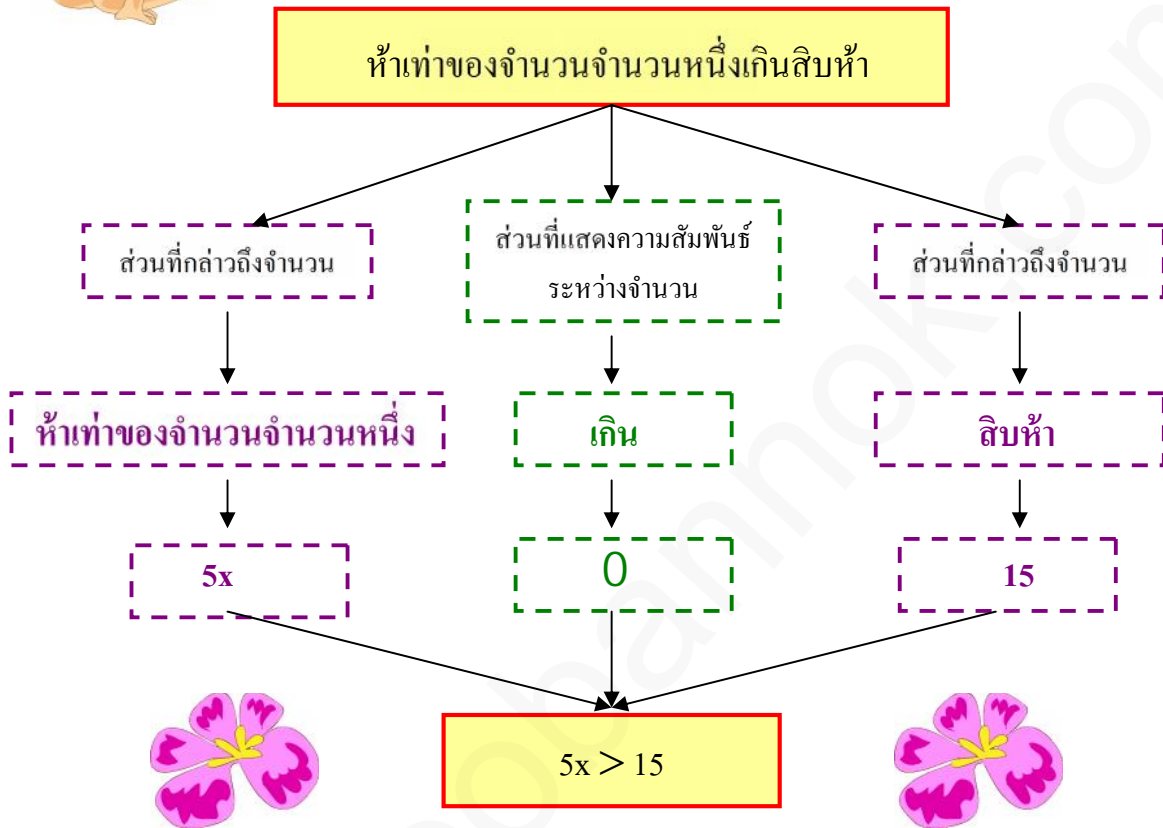 ห้าเท่าของจำนวนจำนวนหนึ่งเกินสิบห้า
ส่วนที่กล่าวถึงจำนวน
ส่วนที่แสดงความสัมพันธ์
ระหว่างจำนวน
ส่วนที่กล่าวถึงจำนวน
ห้าเท่าของจำนวนจำนวนหนึ่ง
เกิน
สิบห้า
5x
0
15
5x > 15